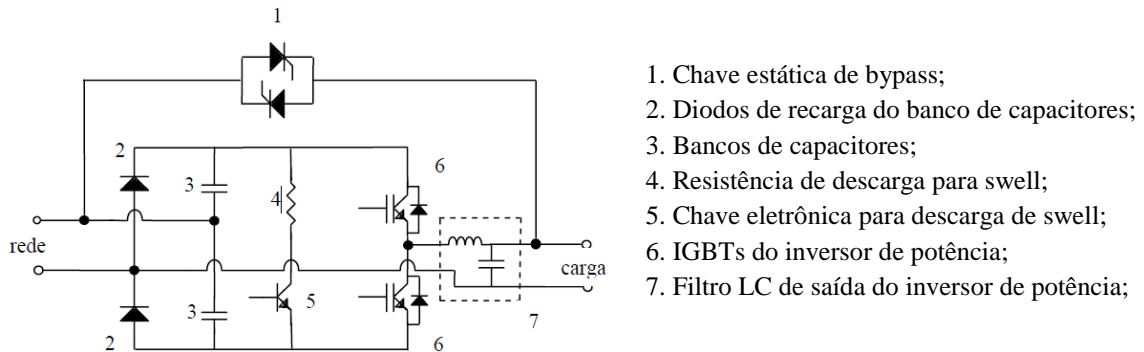 1
2
3
4
6
rede
carga
5
3
2
6
7
1. Chave estática de bypass;
2. Diodos de recarga do banco de capacitores;
3. Bancos de capacitores;
4. Resistência de descarga para swell;
5. Chave eletrônica para descarga de swell;
6. IGBTs do inversor de potência;
7. Filtro LC de saída do inversor de potência;